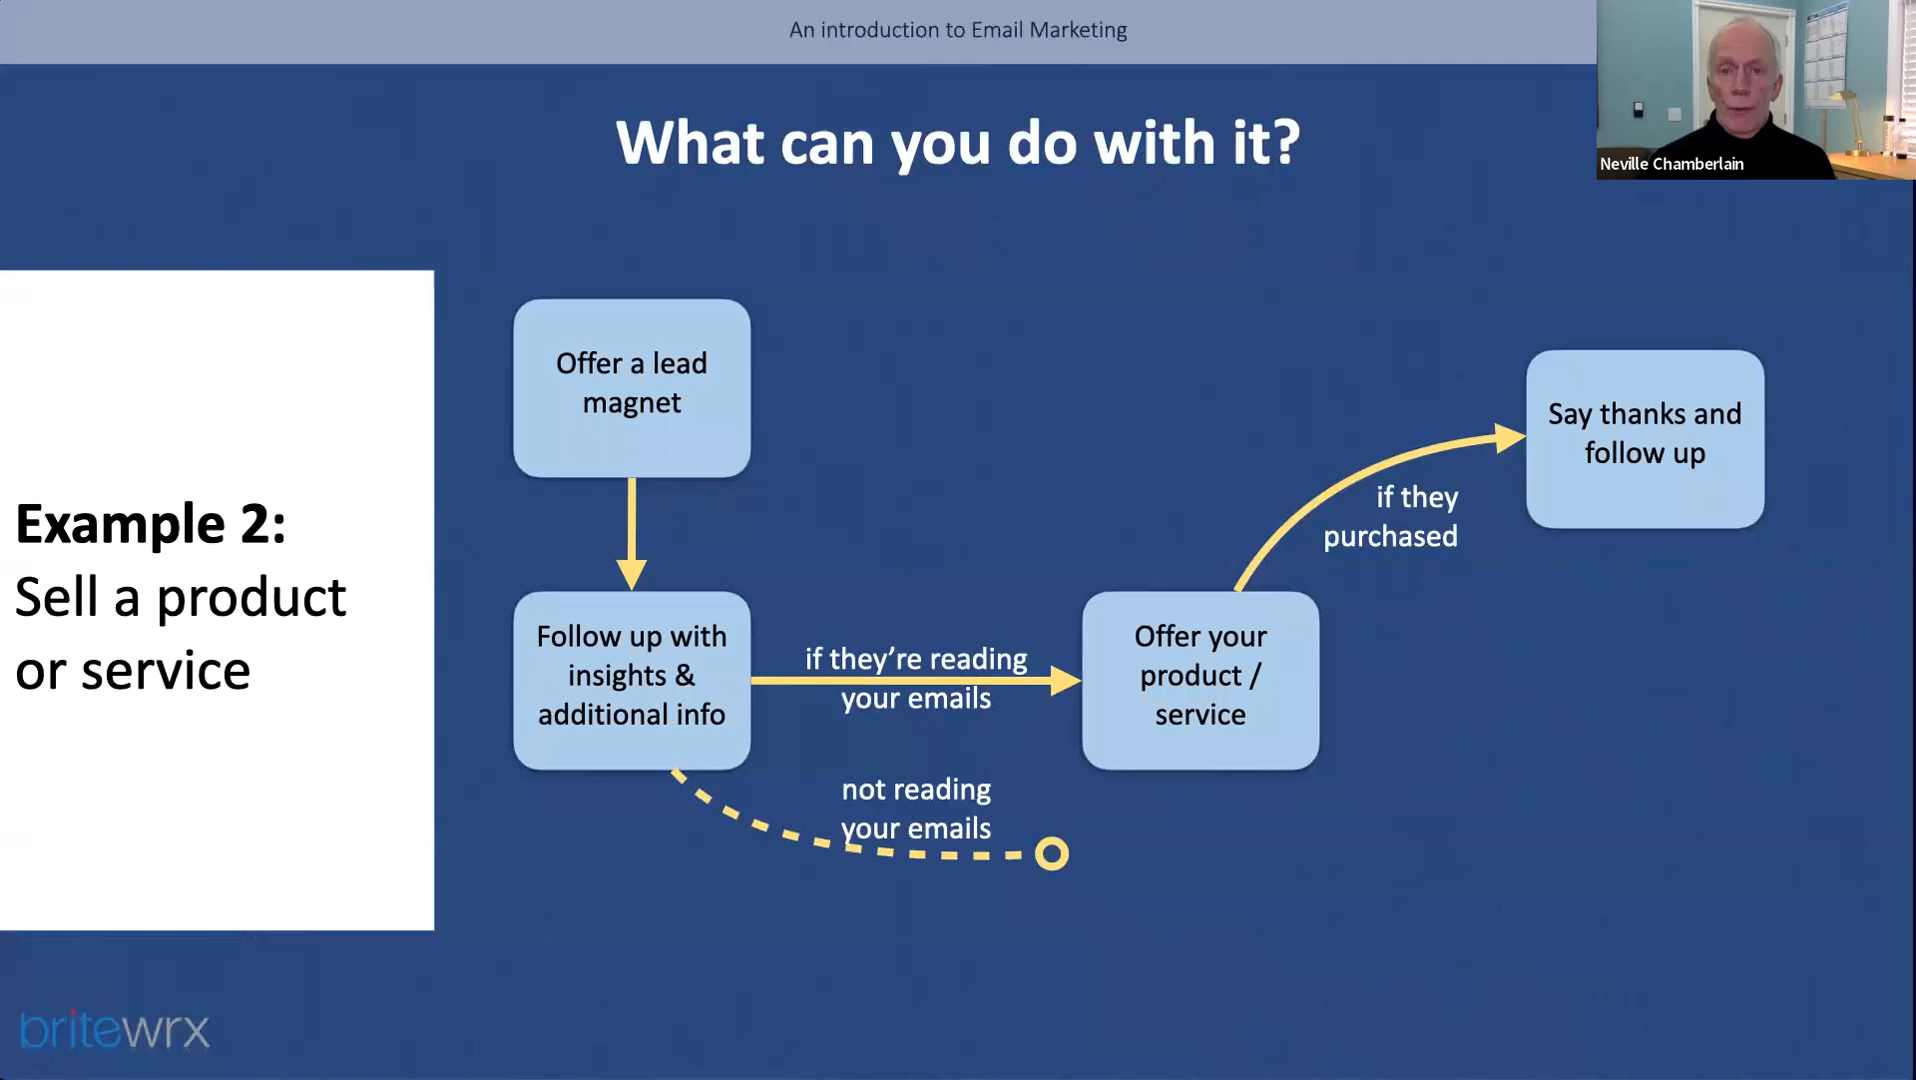 An introduction to Email Marketing
What can you do with it?
Neville Chamberlain
Example 2:
Sell a product
or service
Offer a lead
magnet
Follow up with
insights &
additional info
if they’re reading
your emails
not reading
your emails
Offer your
product /
service
if they
purchased
Say thanks and
follow up
britewrx